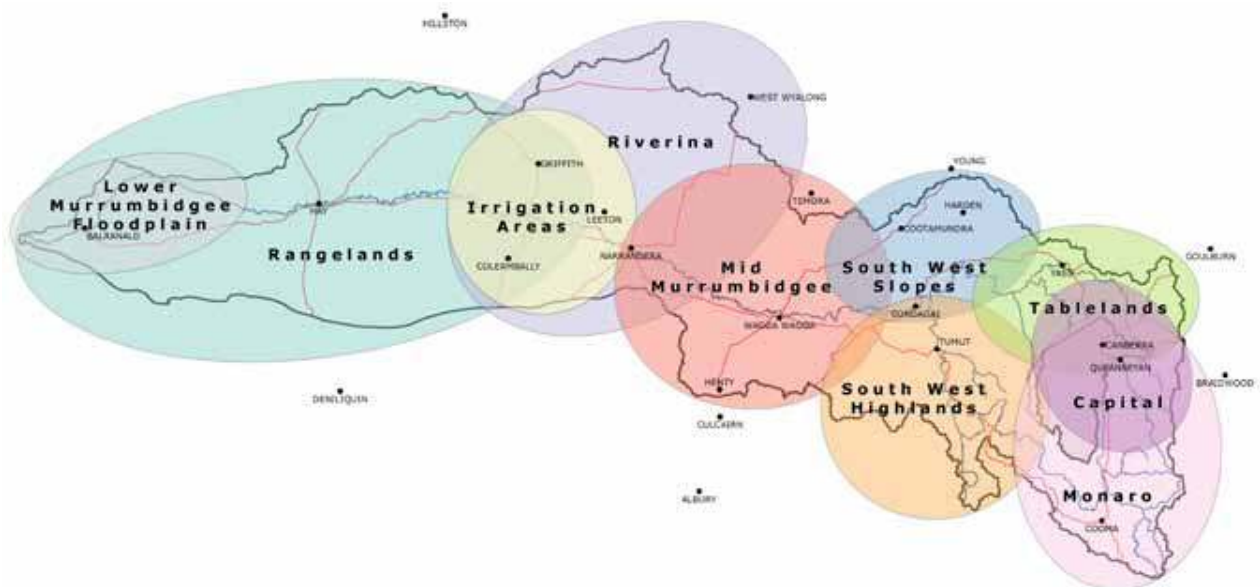 HILLSTON
WEST WYALONG
Riverina
GRIFFITH
YOUNG
Lower
Murrumbidgee
Floodplain
BALRANALD
HAY
Irrigation
Areas
LEETON
TEMORA
HARDEN
COOTAMUNDRA
Rangelands
COLEAMBALLY
NARRANDERA
Mid
Murrumbidgee
South West
Slopes
YASS
GOULBURN
Tablelands
GUNDAGAI
WAGGA WAGGA
TUMUT
CANBERRA
QUEANBEYAN
BRAIDWOOD
HENTY
South West
Highlands
Capital
DENILIQUIN
CULCAIRN
ALBURY
Monaro
COOMA